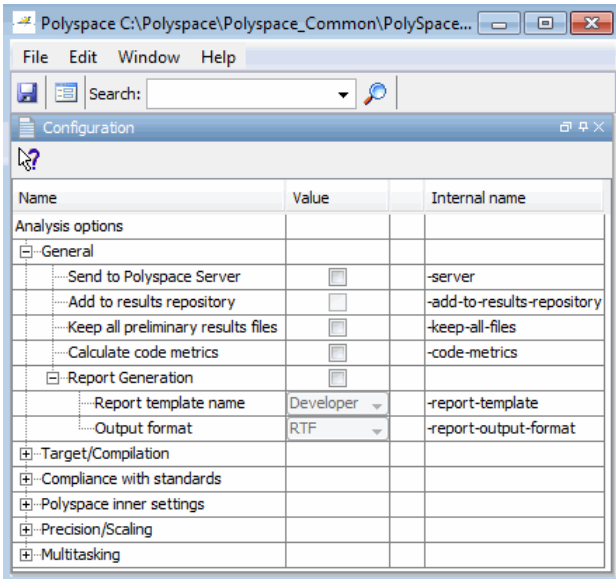 Polyspace C:\Polyspace\Polyspace_Common\PolySpace...
File Edit Window Help
Search:
Configuration
Name Value Internal name
Analysis options
General
Send to Polyspace Server -server
Add to results repository -add-to-results-repository
Keep all preliminary results files -keep-all-files
Calculate code metrics -code-metrics
Report Generation
Report template name Developer -report-template
Output format RTF -report-output-format
Target/Compilation
Compliance with standards
Polyspace inner settings
Precision/Scaling
Multitasking